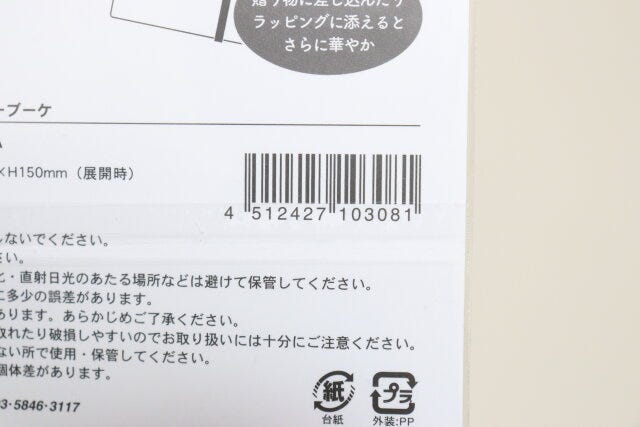 贈り物に差し込んだり
ラッピングに添えると
さらに華やか
ーブーケ
×H150mm（展開時）
4 512427 103081
しないでください。
さい。
と・直射日光のあたる場所などは避けて保管してください。
に多少の誤差があります。
あります。あらかじめご了承ください。
取れたり破損しやすいのでお取り扱いには十分にご注意ください。
ない所で使用・保管してください。
個体差があります。
3・5846・3117
紙
台紙
プラ
外装:PP